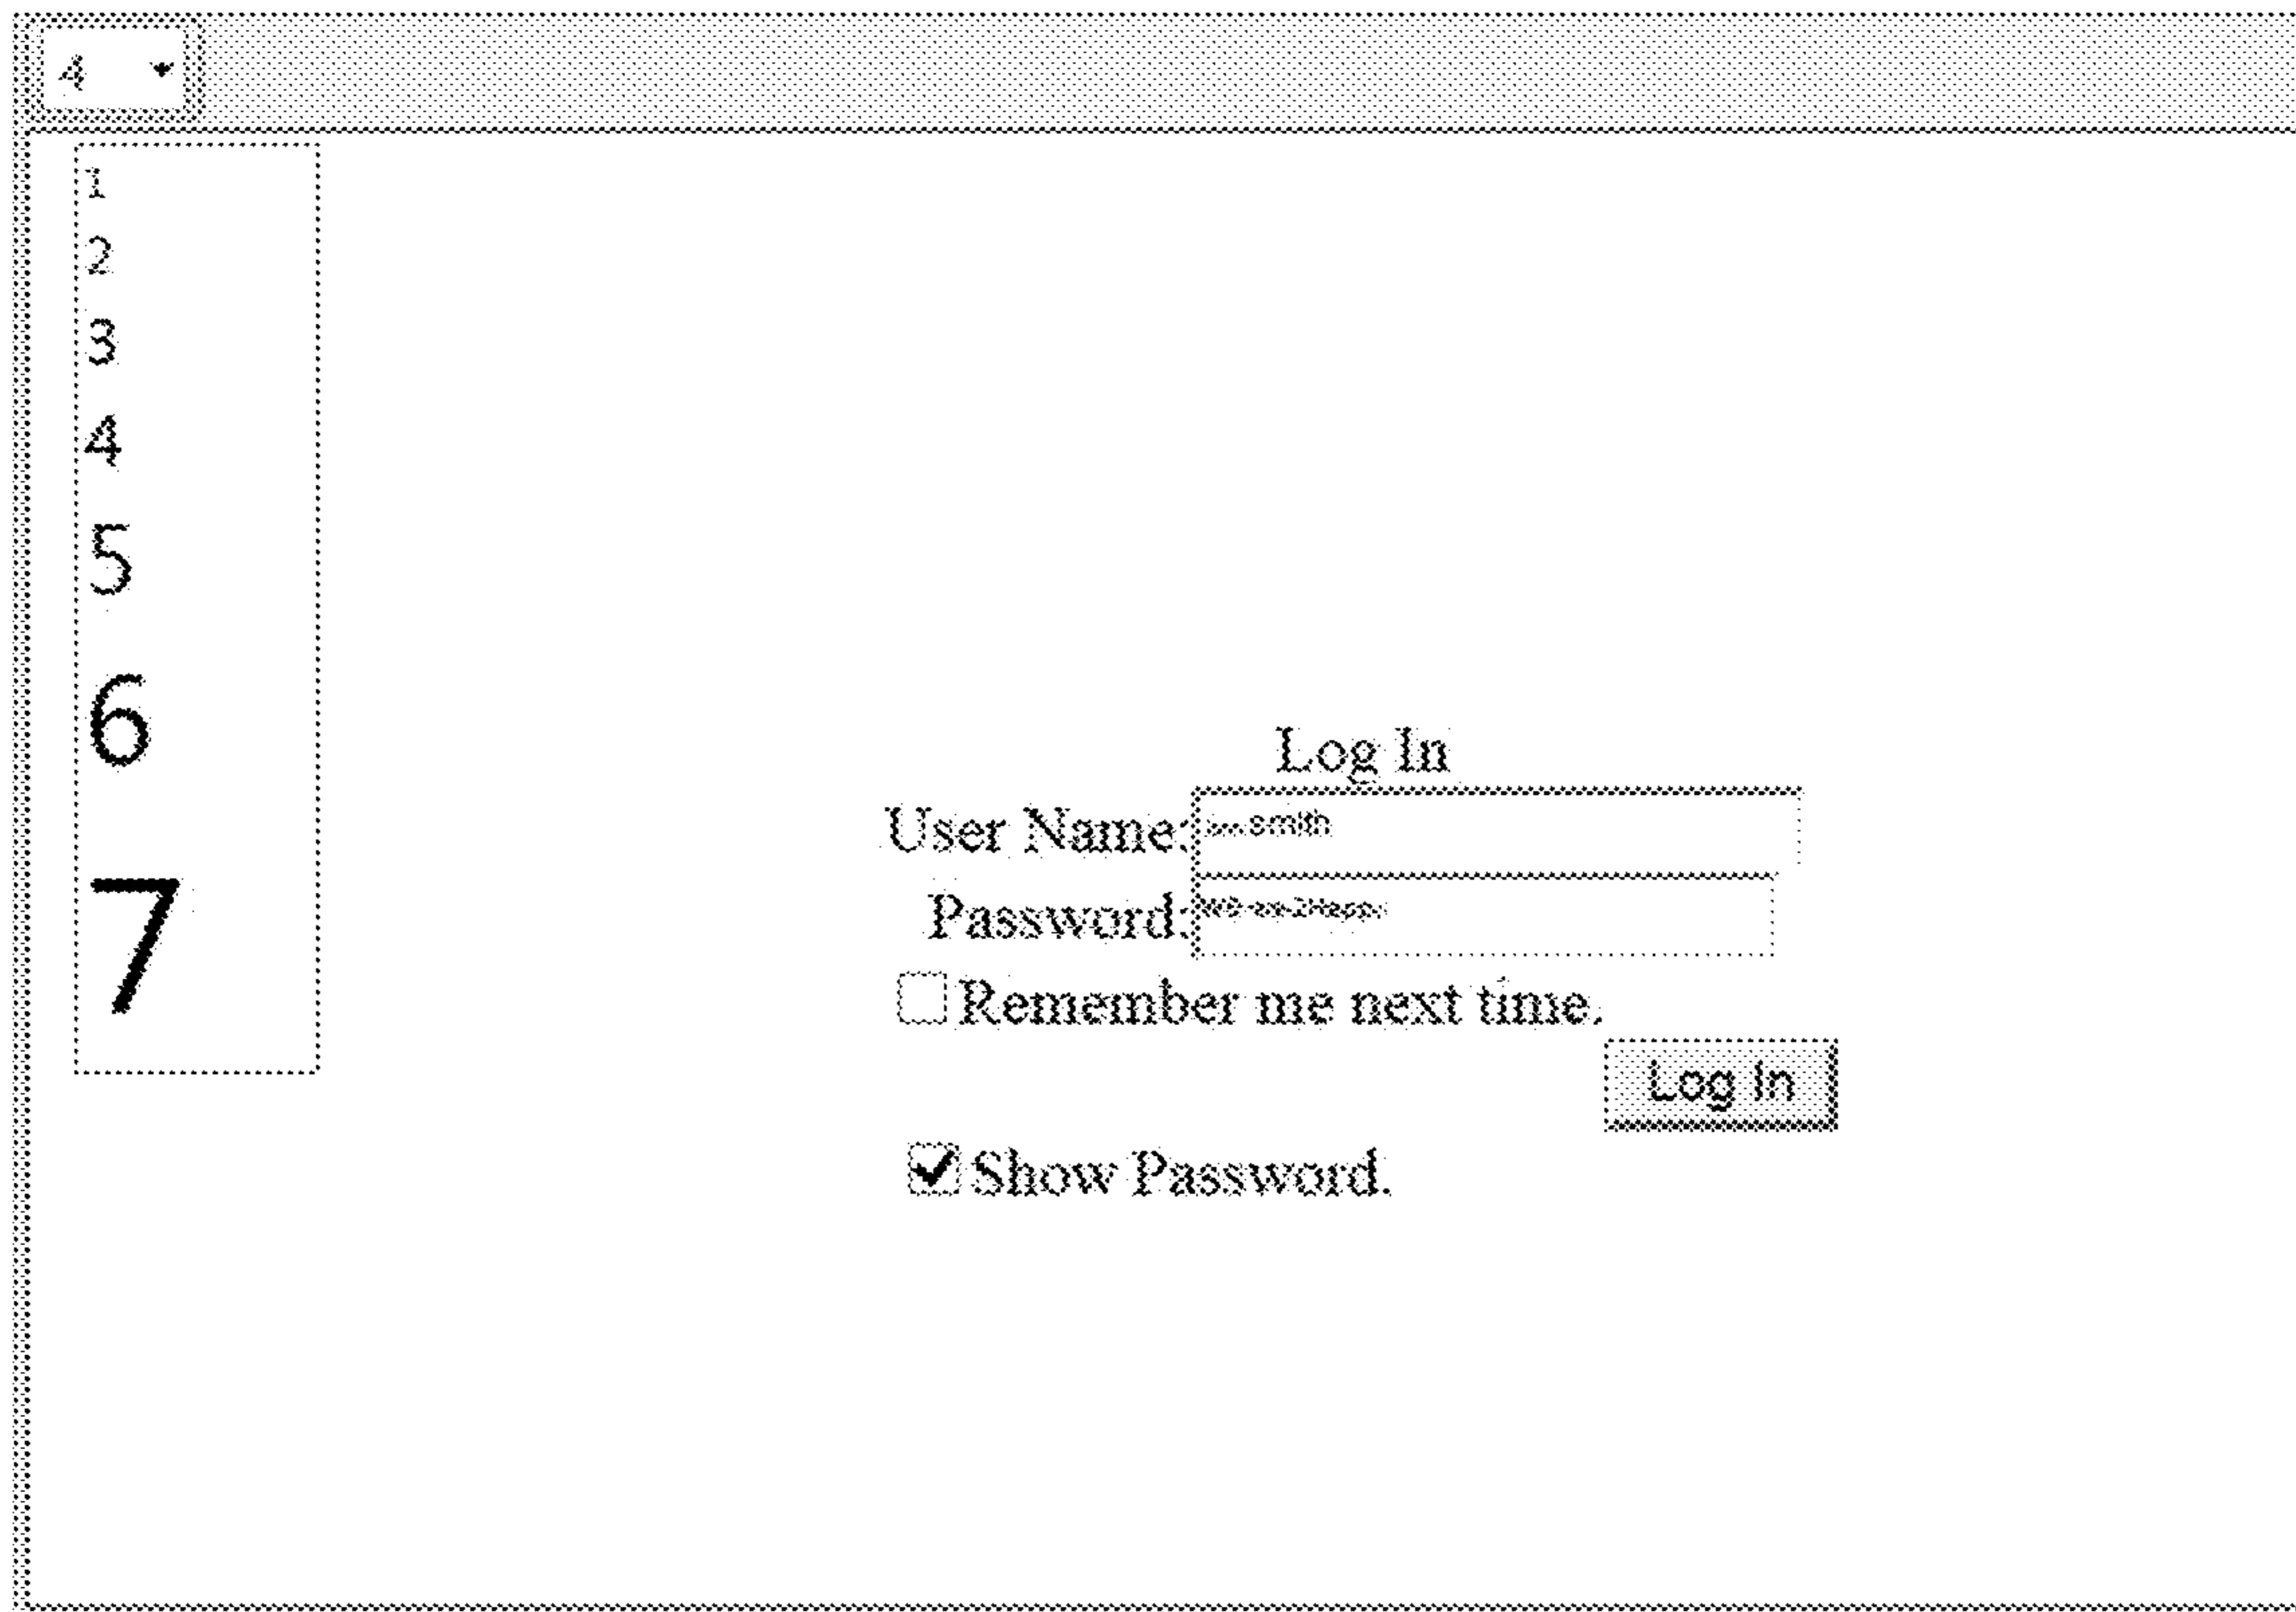 4
1
2
3
4
5
6
7
Log In
User Name: smith
Password:
Remember me next time.
Log In
Show Password.